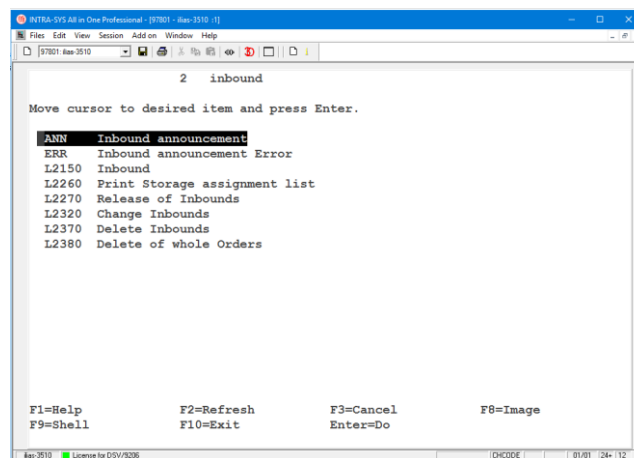 INTRA-SYS All in One Professional - [97801 - ilias-3510 :1]
Files Edit View Session Add on Window Help
97801: ilias-3510
2 inbound
Move cursor to desired item and press Enter.
ANN Inbound announcement
ERR Inbound announcement Error
L2150 Inbound
L2260 Print Storage assignment list
L2270 Release of Inbounds
L2320 Change Inbounds
L2370 Delete Inbounds
L2380 Delete of whole Orders
F1=Help F2=Refresh F3=Cancel F8=Image
F9=Shell F10=Exit Enter=Do
ilias-3510 License for DSV/9206 CHCODE 01/01 24 12